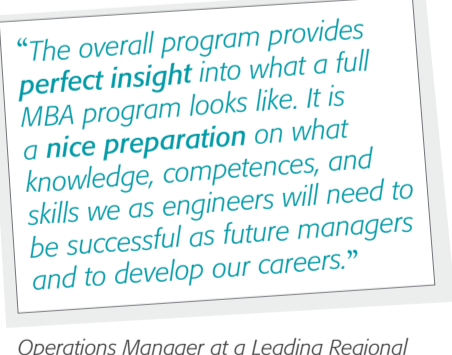 “The overall program provides
perfect insight into what a full
MBA program looks like. It is
a nice preparation on what
knowledge, competences, and
skills we as engineers will need to
be successful as future managers
and to develop our careers.”
Operations Manager at a Leading Regional